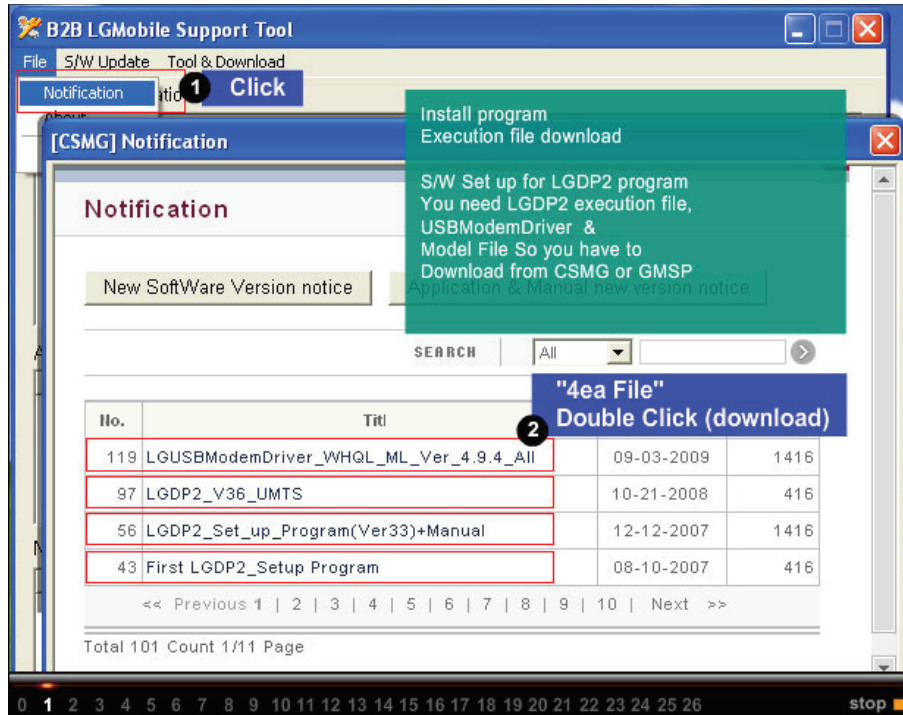 B2B LGMobile Support Tool
File S/W Update Tool & Download
Notification
1 Click
About
[CSMG] Notification
Install program
Execution file download
S/W Set up for LGDP2 program
You need LGDP2 execution file,
USBModemDriver &
Model File So you have to
Download from CSMG or GMSP
Notification
New SoftWare Version notice
Application & Manual new version notice
SEARCH All
"4ea File"
2 Double Click (download)
No. Titl
119 LGUSBModemDriver_WHQL_ML_Ver_4.9.4_All 09-03-2009 1416
97 LGDP2_V36_UMTS 10-21-2008 416
56 LGDP2_Set_up_Program(Ver33)+Manual 12-12-2007 1416
43 First LGDP2_Setup Program 08-10-2007 416
<< Previous 1 | 2 | 3 | 4 | 5 | 6 | 7 | 8 | 9 | 10 | Next >>
Total 101 Count 1/11 Page
0 1 2 3 4 5 6 7 8 9 10 11 12 13 14 15 16 17 18 19 20 21 22 23 24 25 26 stop